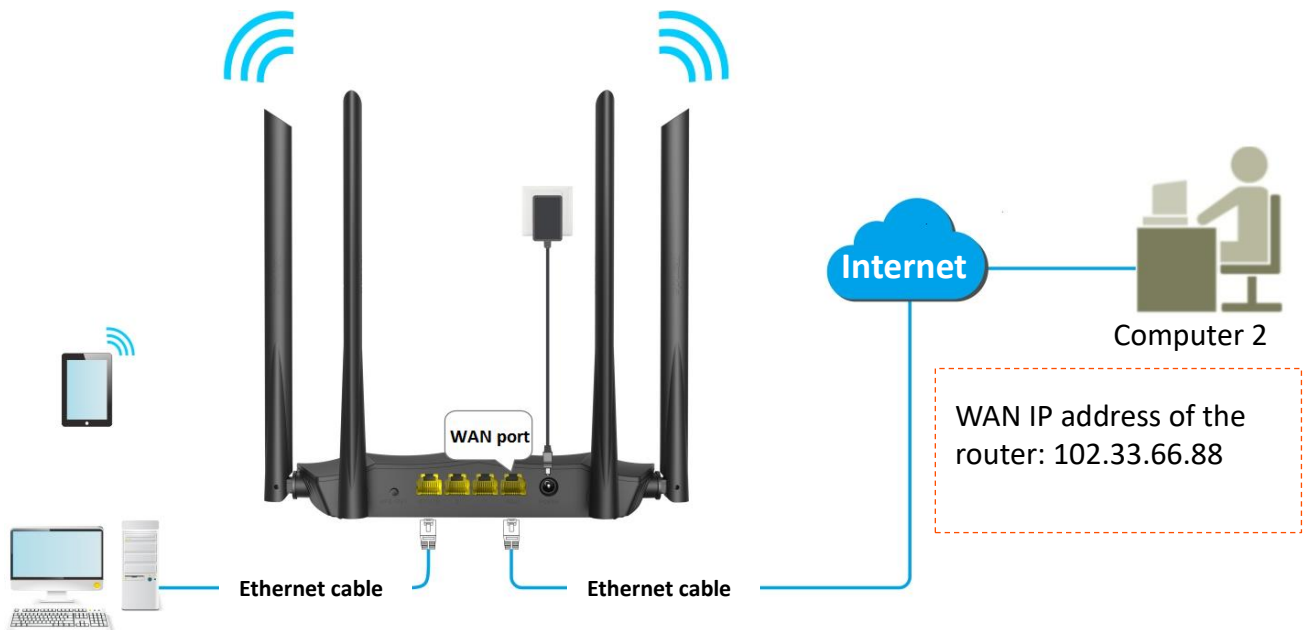 WAN port
Internet
Computer 2
WAN IP address of the
router: 102.33.66.88
Ethernet cable
Ethernet cable